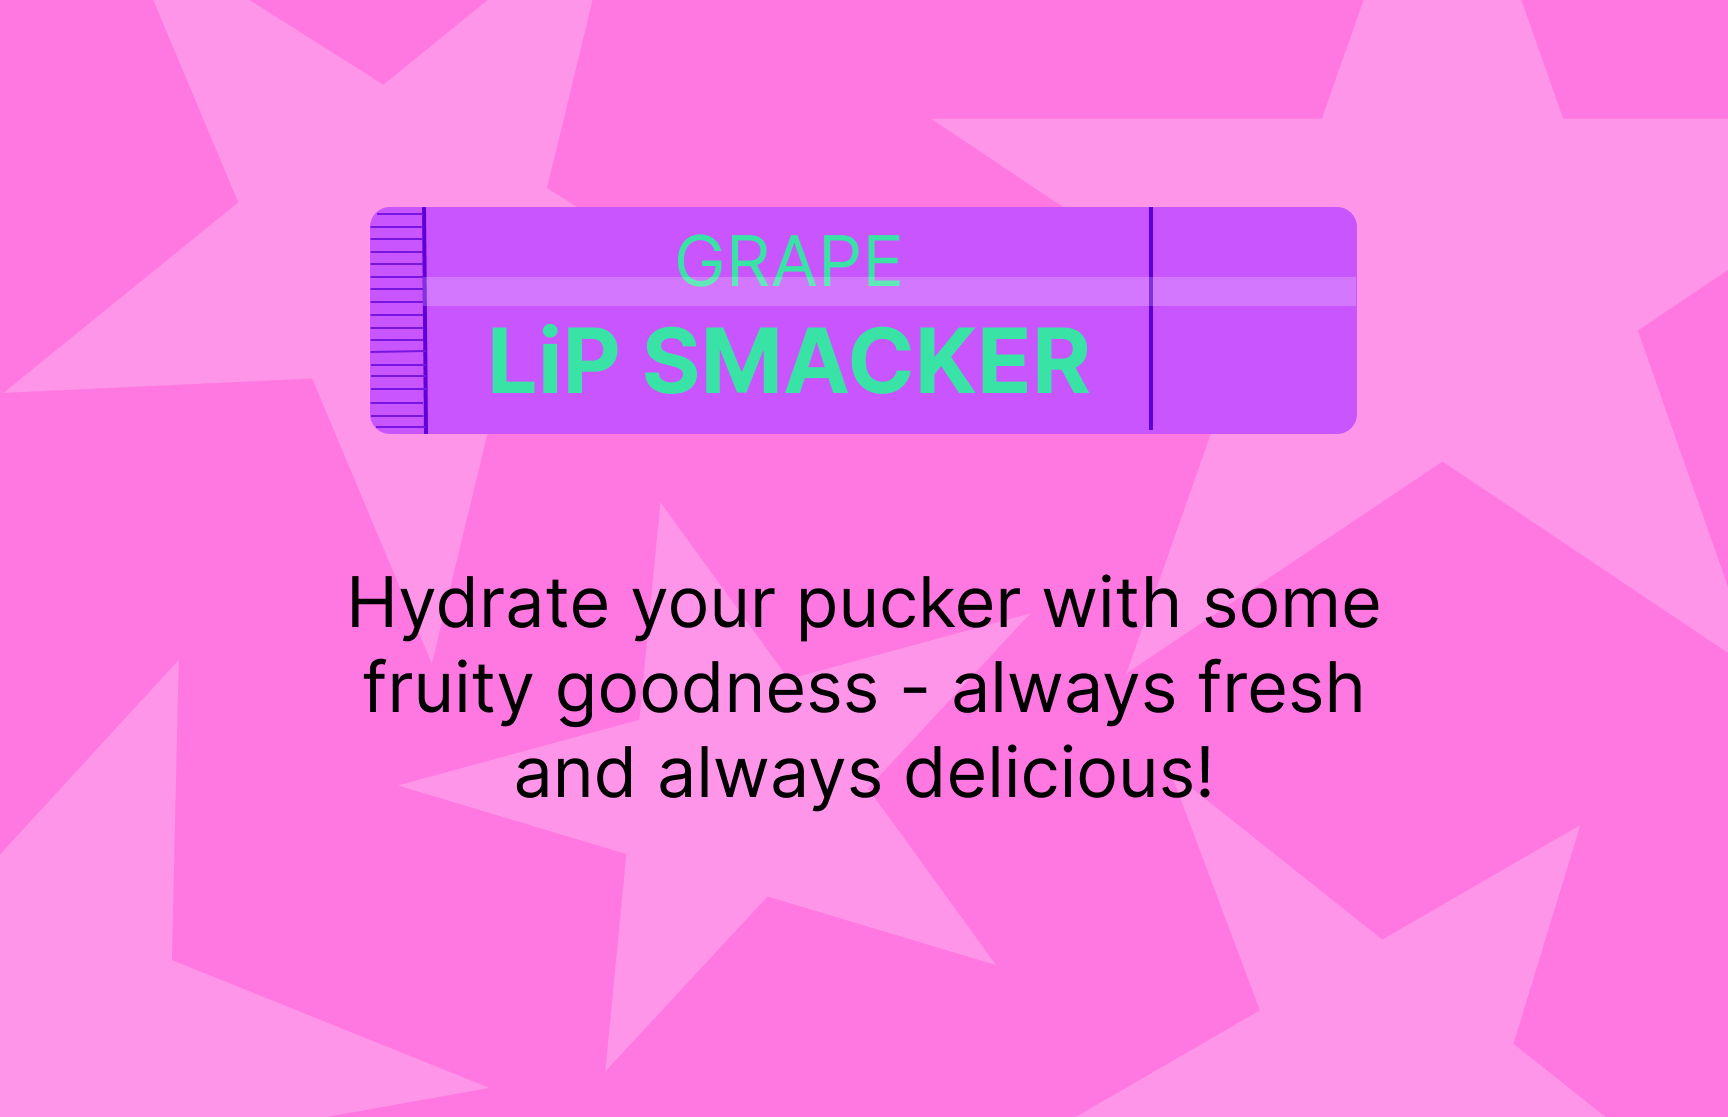 GRAPE
LiP SMACKER
Hydrate your pucker with some
fruity goodness - always fresh
and always delicious!